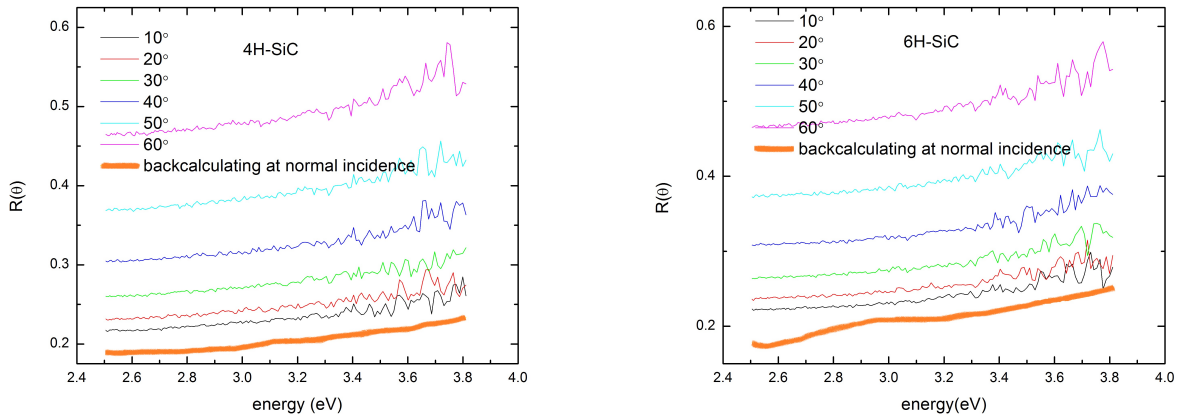 4H-SiC
10°
20°
30°
40°
50°
60°
backcalculating at normal incidence
0.6
0.5
0.4
0.3
0.2
R(θ)
2.4 2.6 2.8 3.0 3.2 3.4 3.6 3.8 4.0
energy (eV)
6H-SiC
10°
20°
30°
40°
50°
60°
backcalculating at normal incidence
0.6
0.4
0.2
R(θ)
2.4 2.6 2.8 3.0 3.2 3.4 3.6 3.8 4.0
energy(eV)